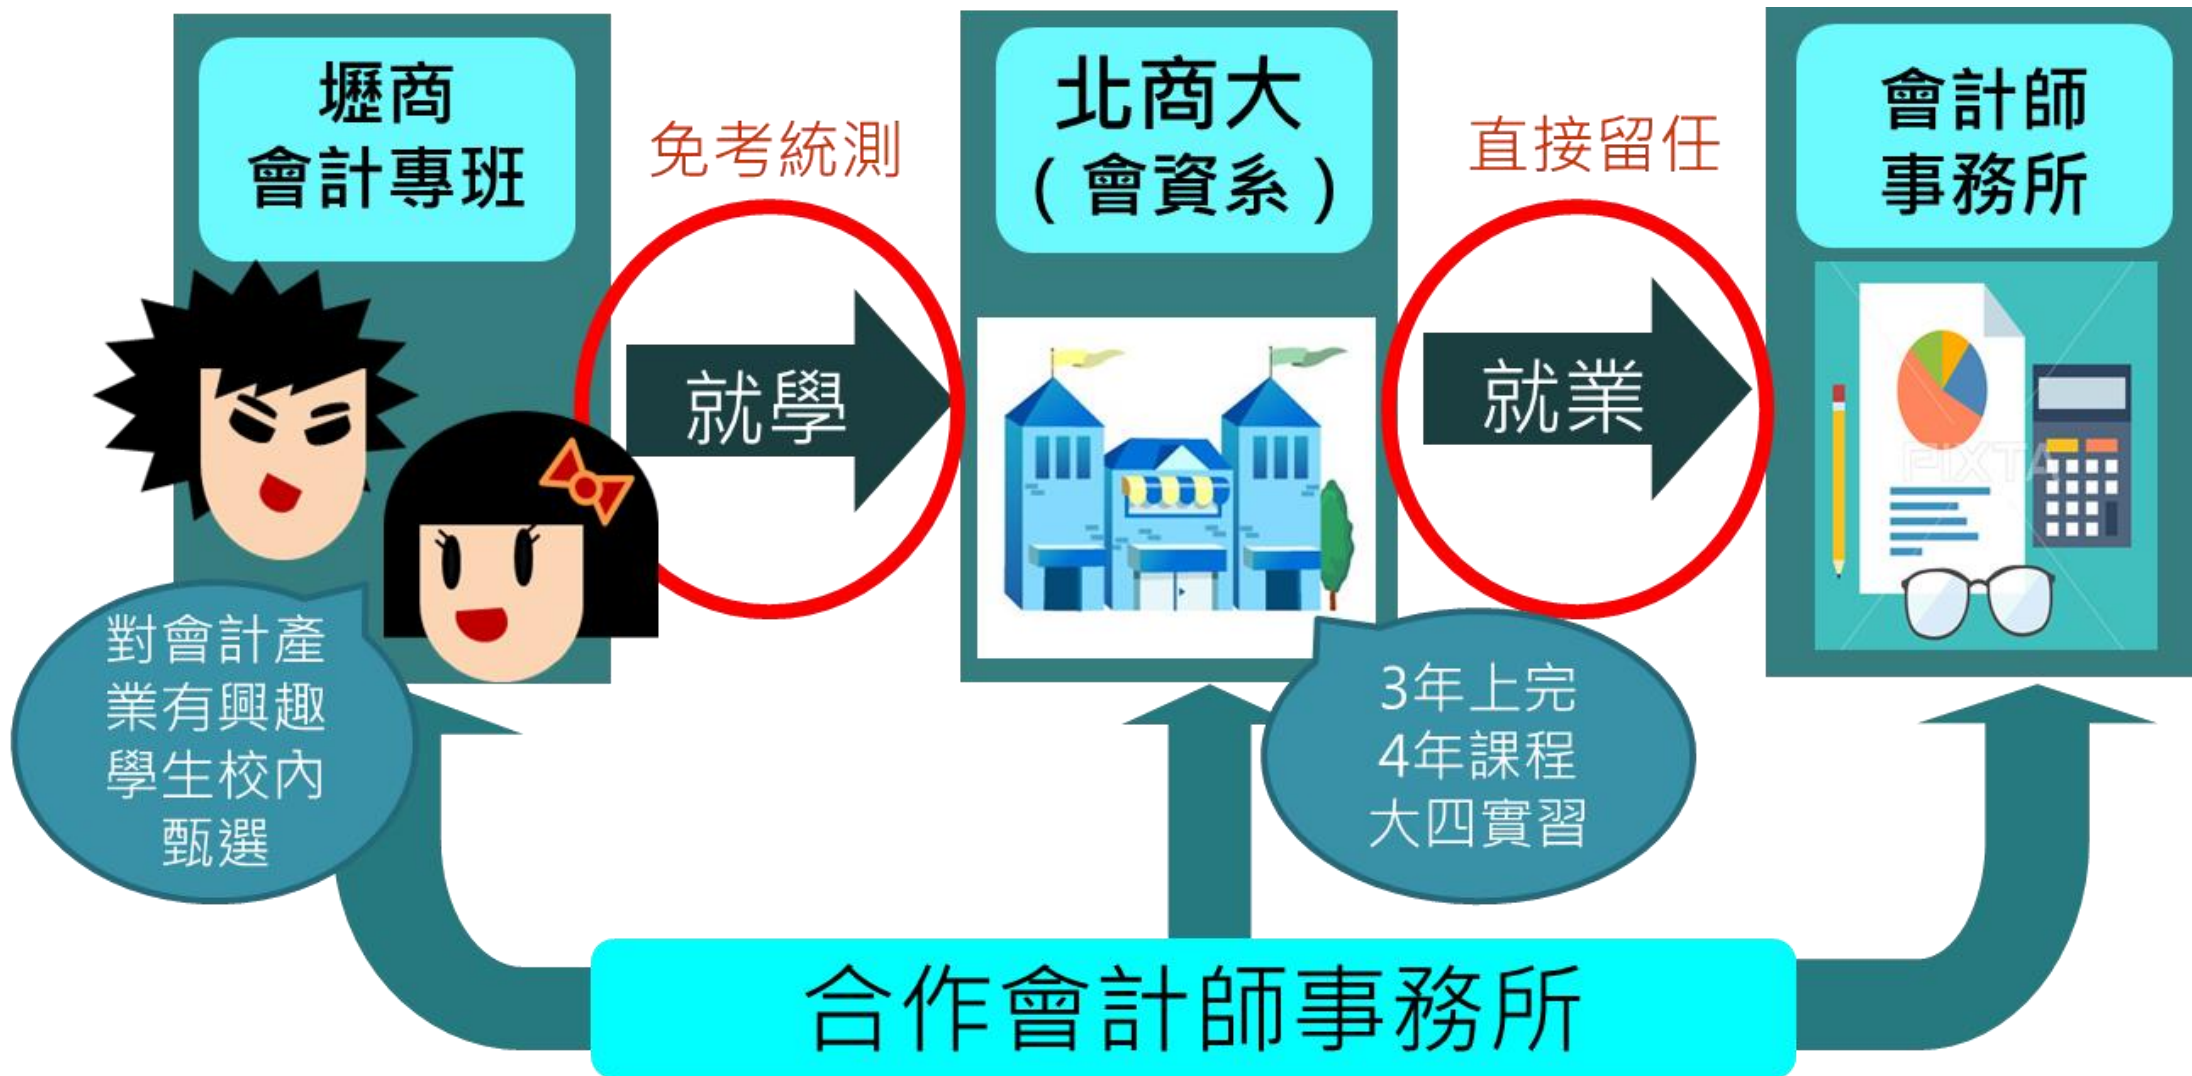 壢商
會計專班
免考統測
就學
北商大
(會資系)
直接留任
就業
會計師
事務所
對會計產
業有興趣
學生校內
甄選
3年上完
4年課程
大四實習
合作會計師事務所